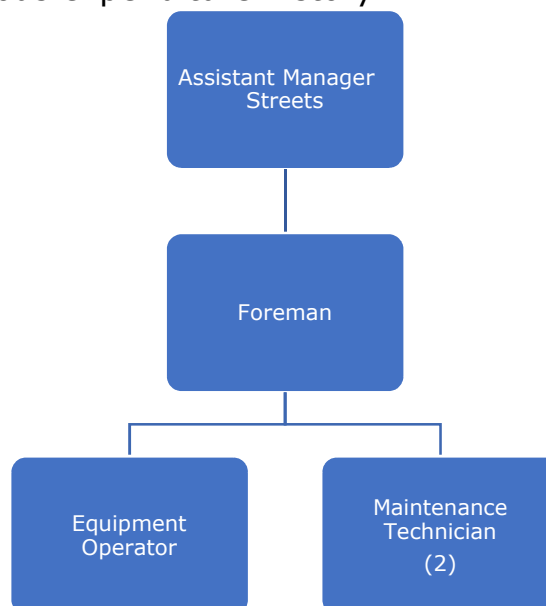 Assistant Manager
Streets
Foreman
Equipment
Operator
Maintenance
Technician
(2)